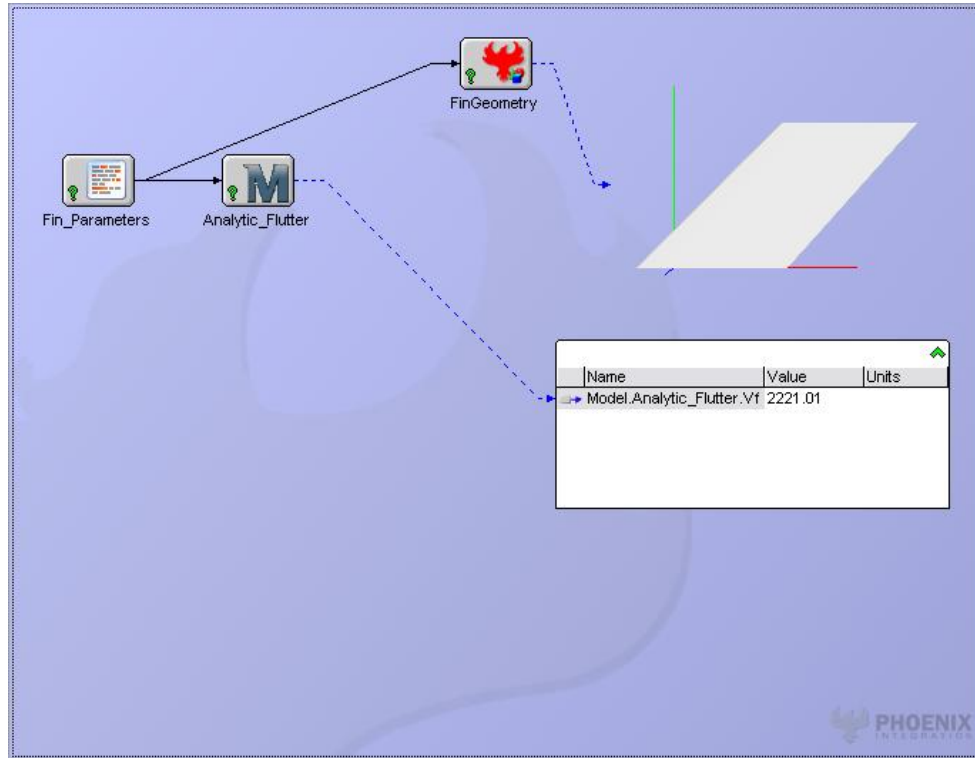 FinGeometry
Fin_Parameters
Analytic_Flutter
Name Value Units
Model.Analytic_Flutter.Vf 2221.01
PHOENIX
INTEGRATION